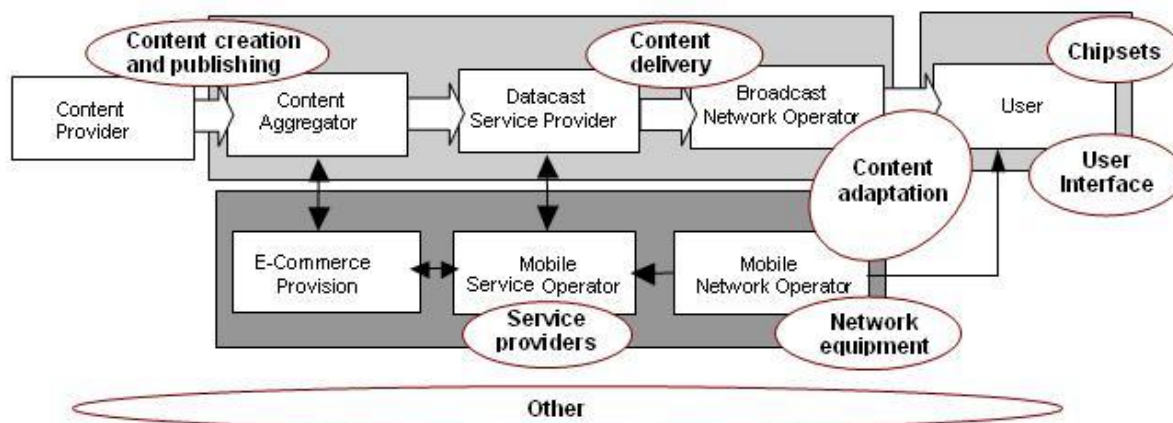 Content creation
and publishing
Content
delivery
Chipsets
Content
Provider
Content
Aggregator
Datacast
Service Provider
Broadcast
Network Operator
User
Content
adaptation
User
Interface
E-Commerce
Provision
Mobile
Service Operator
Mobile
Network Operator
Service
providers
Network
equipment
Other